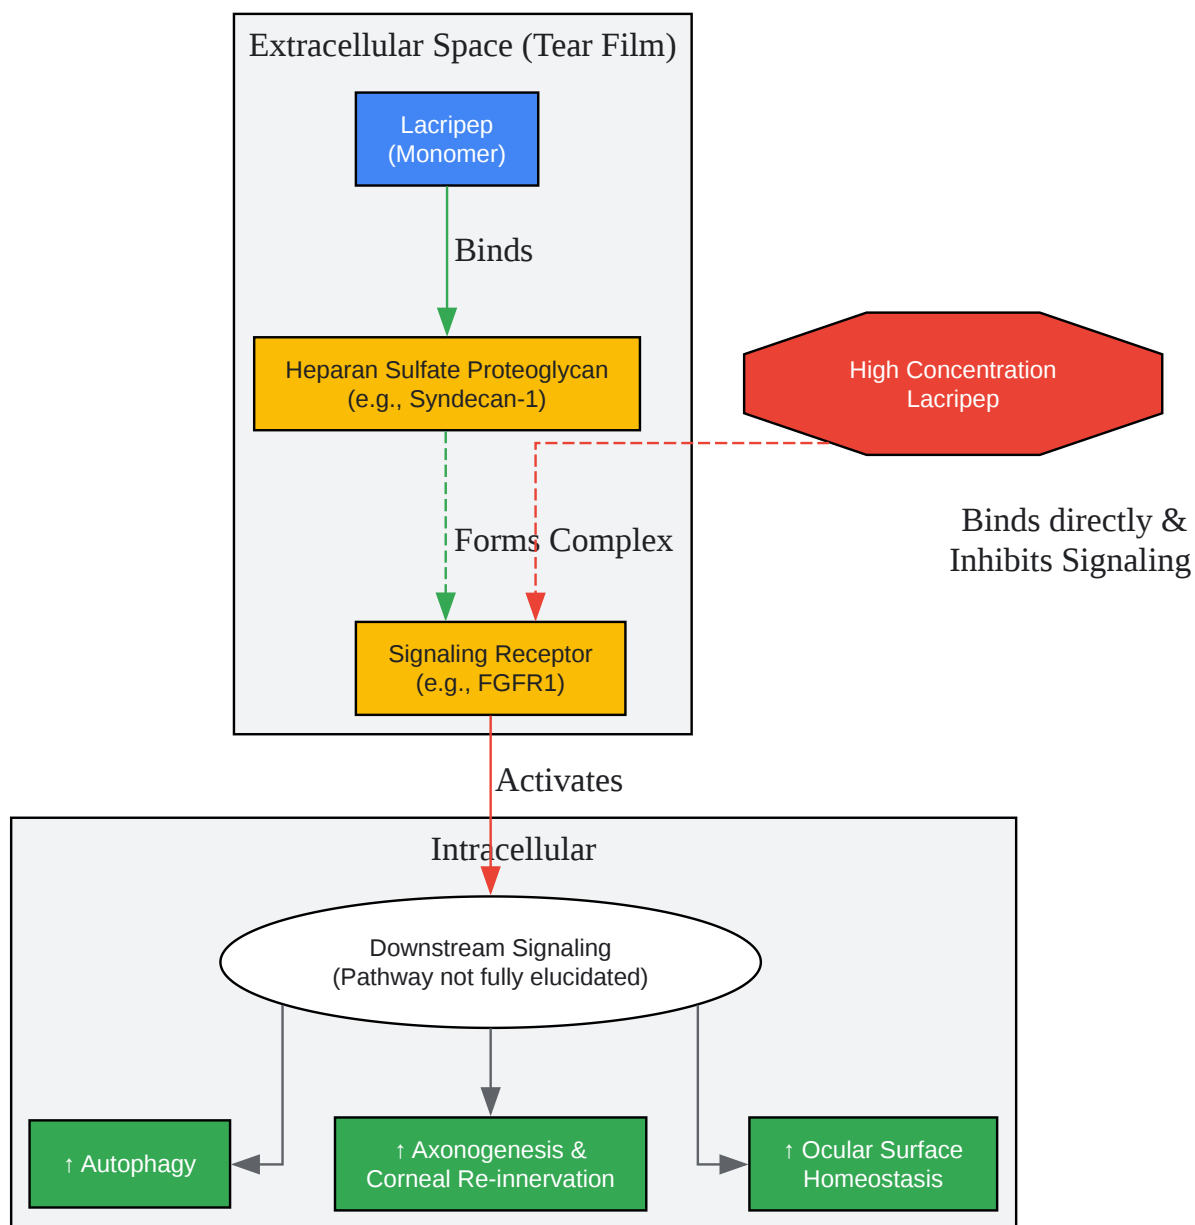 Extracellular Space (Tear Film)
Lacripep
(Monomer)
Binds
Heparan Sulfate Proteoglycan
(e.g., Syndecan-1)
High Concentration
Lacripep
Forms Complex
Binds directly &
Inhibits Signaling
Signaling Receptor
(e.g., FGFR1)
Activates
Intracellular
Downstream Signaling
(Pathway not fully elucidated)
↑ Autophagy
↑ Axonogenesis &
Corneal Re-innervation
↑ Ocular Surface
Homeostasis